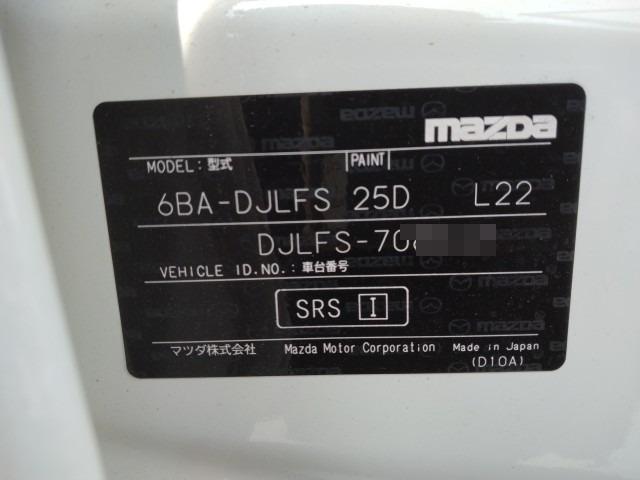 mazda
MODEL: 型式 PAINT
6BA-DJLFS 25D L22
DJLFS-70
VEHICLE ID.NO.: 車台番号
SRS I
マツダ株式会社 Mazda Motor Corporation Made in Japan
(D10A)